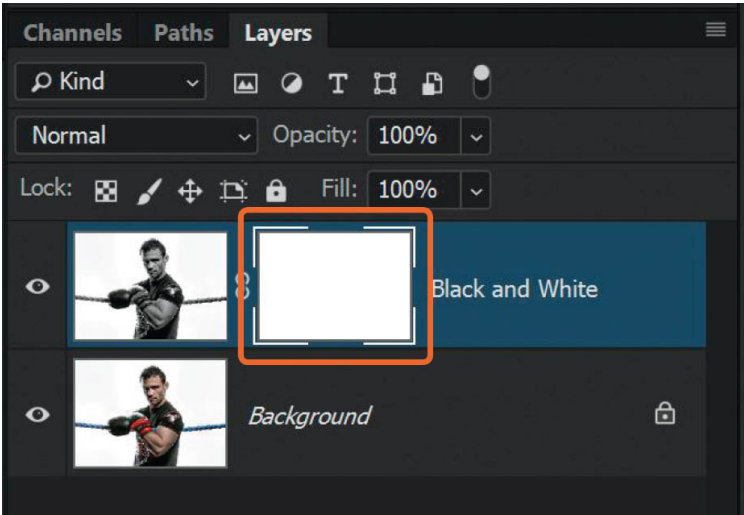 Channels Paths Layers
Kind T
Normal Opacity: 100%
Lock: Fill: 100%
Black and White
Background